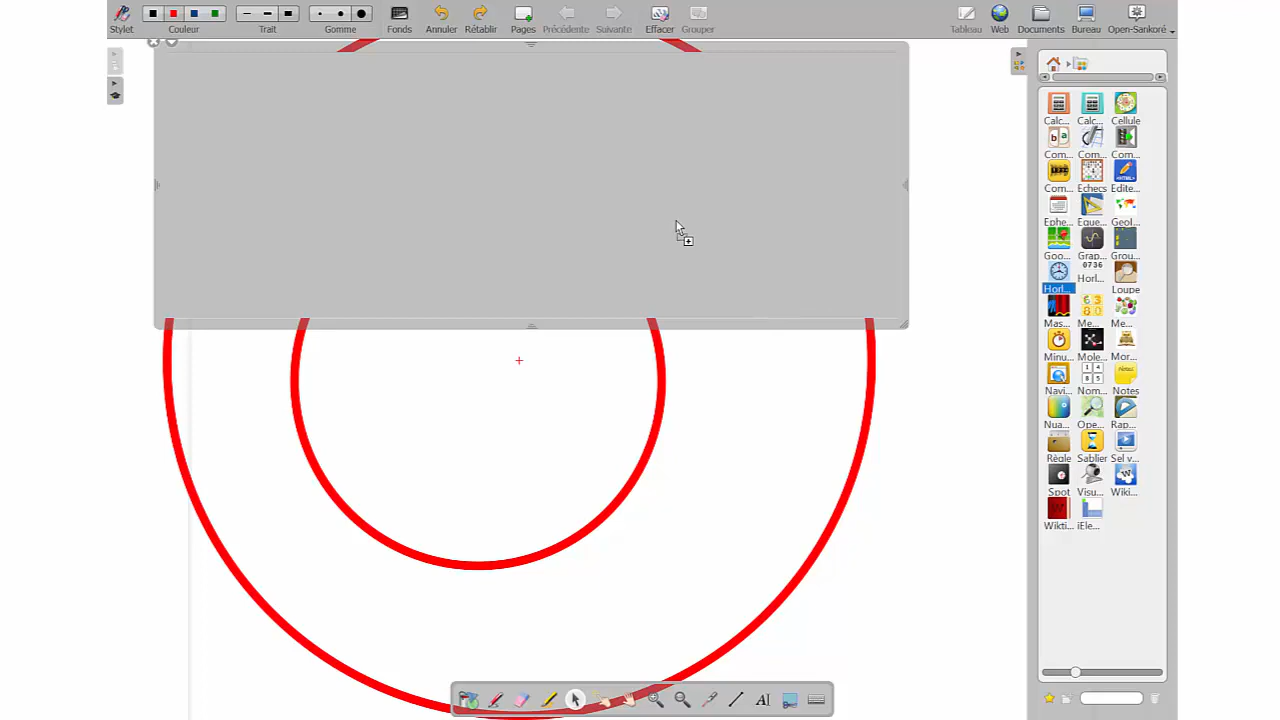 Stylet Couleur Trait Gomme Fonds Annuler Rétablir Pages Précédente Suivante Effacer Grouper Tableau Web Documents Bureau Open-Sankoré
Calc... Calc... Cellule
Com... Com... Com...
Com... Echecs Edite...
Ephe... Eque... Geol...
Goo... Grap... Grou...
0736
Horl... Horl... Loupe
Mas... Me... Me...
Minu... Mole... Mor...
Navi... Nom... Notes
Nua... Ope... Rap...
Règle Sablier Sel v...
Spot Visu... Wiki...
Wikti... iEle...